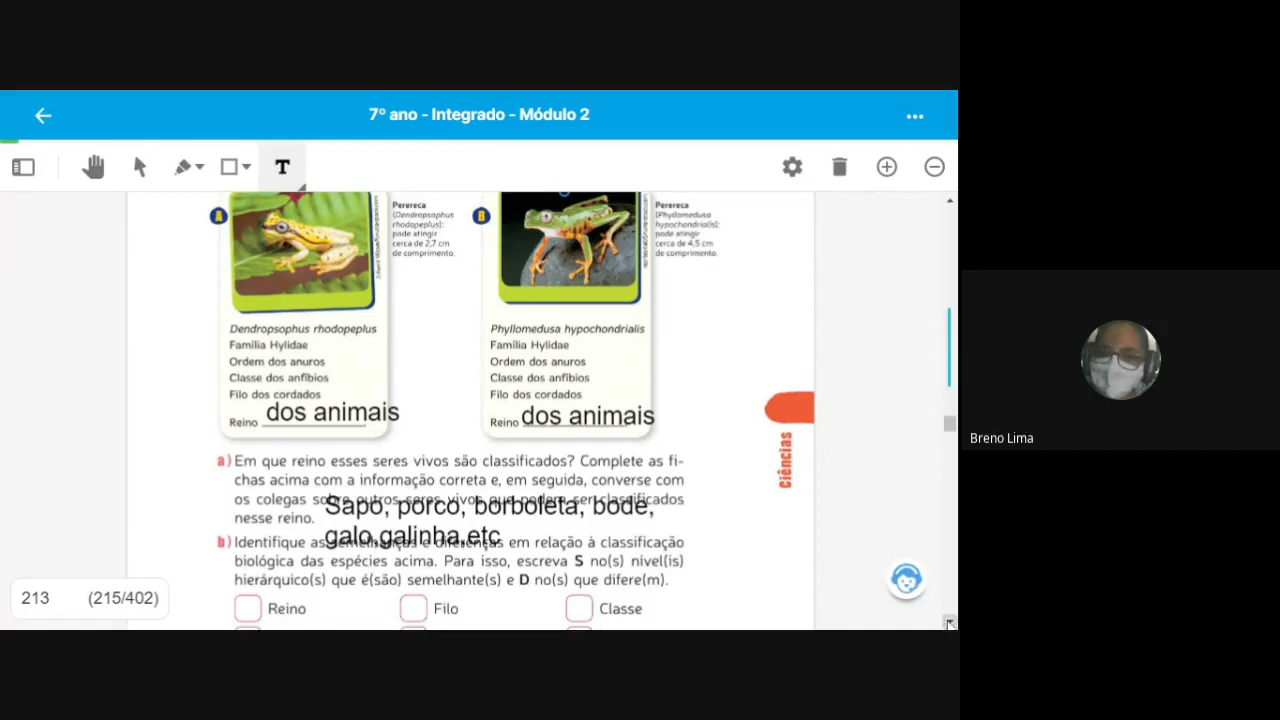 7º ano - Integrado - Módulo 2
T
A
Perereca
(Dendropsophus
rhodopeplus):
pode atingir
cerca de 2,7 cm
de comprimento.
B
Perereca
(Phyllomedusa
hypochondrialis):
pode atingir
cerca de 4,5 cm
de comprimento.
Dendropsophus rhodopeplus
Família Hylidae
Ordem dos anuros
Classe dos anfíbios
Filo dos cordados
Reino dos animais
Phyllomedusa hypochondrialis
Família Hylidae
Ordem dos anuros
Classe dos anfíbios
Filo dos cordados
Reino dos animais
Ciências
a) Em que reino esses seres vivos são classificados? Complete as fi-
chas acima com a informação correta e, em seguida, converse com
os colegas sobre outros seres vivos que podem ser classificados
nesse reino.
Sapo, porco, borboleta, bode,
galo,galinha,etc
b) Identifique as semelhanças e diferenças em relação à classificação
biológica das espécies acima. Para isso, escreva S no(s) nível(is)
hierárquico(s) que é(são) semelhante(s) e D no(s) que difere(m).
Reino Filo Classe
213 (215/402)
Breno Lima